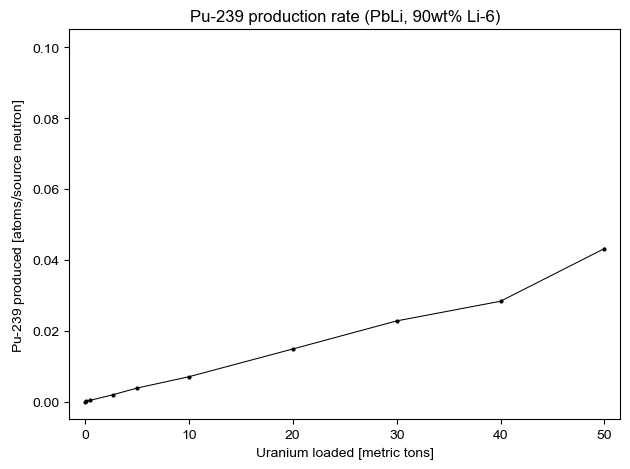 Pu-239 production rate (PbLi, 90wt% Li-6)
0.10
0.08
0.06
0.04
0.02
0.00
Pu-239 produced [atoms/source neutron]
0 10 20 30 40 50
Uranium loaded [metric tons]